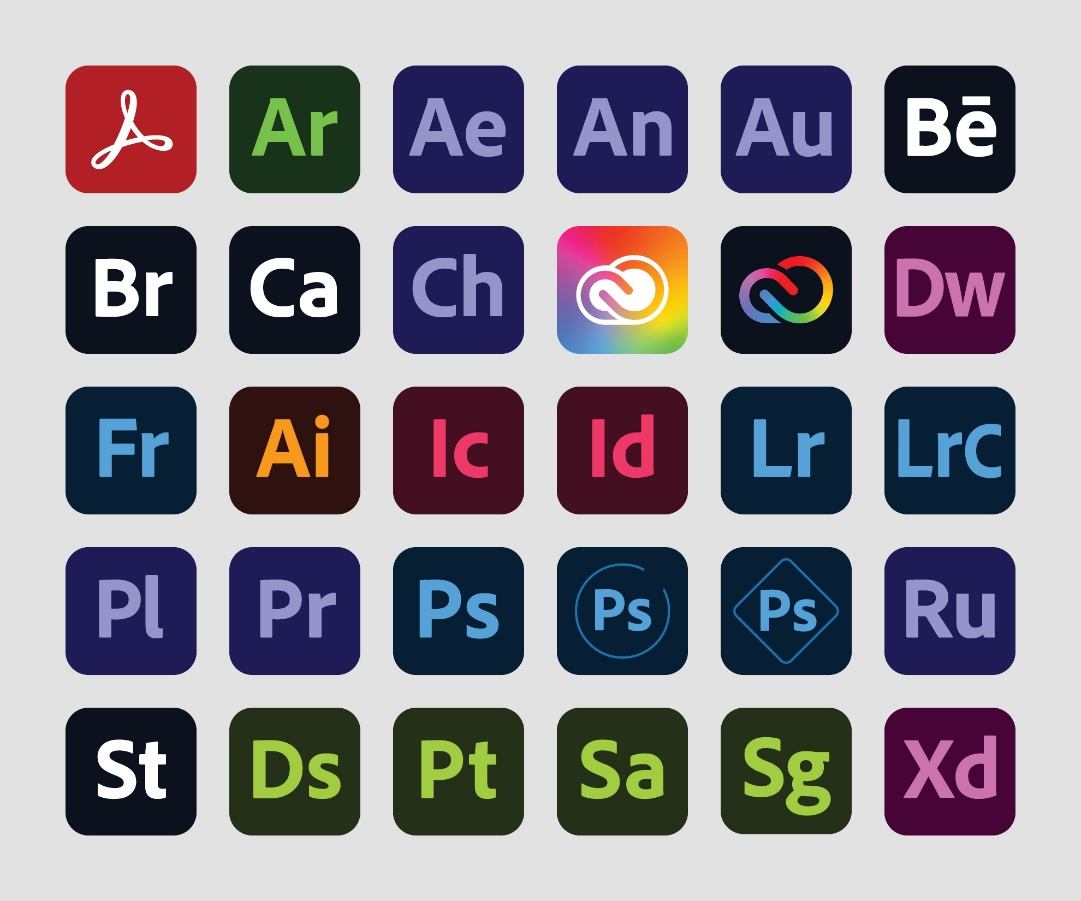 Ar Ae An Au Bē
Br Ca Ch Dw
Fr Ai Ic Id Lr LrC
Pl Pr Ps Ps Ps Ru
St Ds Pt Sa Sg Xd